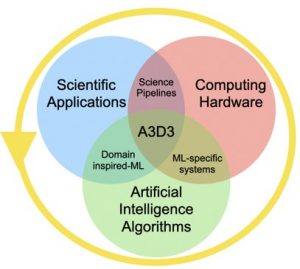 Scientific
Applications
Science
Pipelines
Computing
Hardware
A3D3
Domain
inspired-ML
ML-specific
systems
Artificial
Intelligence
Algorithms